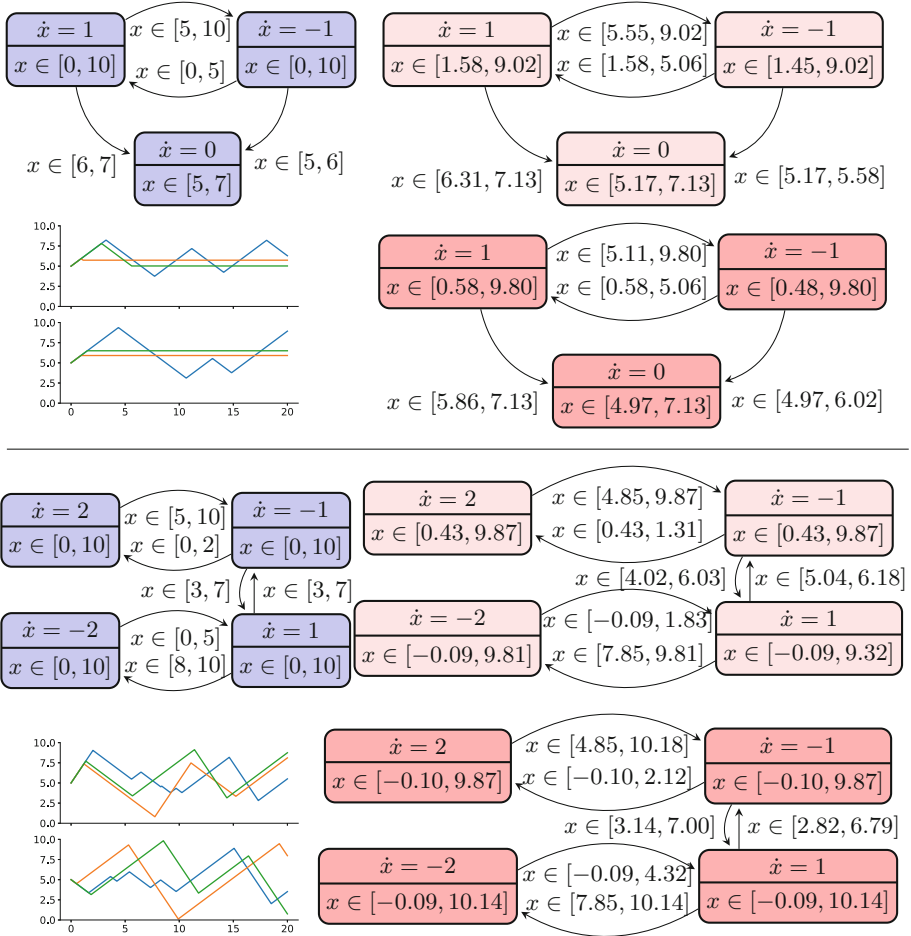 ẋ = 1
x ∈ [0, 10]
x ∈ [5, 10]
x ∈ [0, 5]
ẋ = −1
x ∈ [0, 10]
x ∈ [6, 7]
ẋ = 0
x ∈ [5, 7]
x ∈ [5, 6]
ẋ = 1
x ∈ [1.58, 9.02]
x ∈ [5.55, 9.02]
x ∈ [1.58, 5.06]
ẋ = −1
x ∈ [1.45, 9.02]
x ∈ [6.31, 7.13]
ẋ = 0
x ∈ [5.17, 7.13]
x ∈ [5.17, 5.58]
10.0
7.5
5.0
2.5
0.0
10.0
7.5
5.0
2.5
0.0
0 5 10 15 20
ẋ = 1
x ∈ [0.58, 9.80]
x ∈ [5.11, 9.80]
x ∈ [0.58, 5.06]
ẋ = −1
x ∈ [0.48, 9.80]
x ∈ [5.86, 7.13]
ẋ = 0
x ∈ [4.97, 7.13]
x ∈ [4.97, 6.02]
ẋ = 2
x ∈ [0, 10]
x ∈ [5, 10]
x ∈ [0, 2]
ẋ = −1
x ∈ [0, 10]
x ∈ [3, 7]
x ∈ [3, 7]
ẋ = −2
x ∈ [0, 10]
x ∈ [0, 5]
x ∈ [8, 10]
ẋ = 1
x ∈ [0, 10]
ẋ = 2
x ∈ [0.43, 9.87]
x ∈ [4.85, 9.87]
x ∈ [0.43, 1.31]
ẋ = −1
x ∈ [0.43, 9.87]
x ∈ [4.02, 6.03]
x ∈ [5.04, 6.18]
ẋ = −2
x ∈ [−0.09, 9.81]
x ∈ [−0.09, 1.83]
x ∈ [7.85, 9.81]
ẋ = 1
x ∈ [−0.09, 9.32]
10.0
7.5
5.0
2.5
0.0
10.0
7.5
5.0
2.5
0.0
0 5 10 15 20
ẋ = 2
x ∈ [−0.10, 9.87]
x ∈ [4.85, 10.18]
x ∈ [−0.10, 2.12]
ẋ = −1
x ∈ [−0.10, 9.87]
x ∈ [3.14, 7.00]
x ∈ [2.82, 6.79]
ẋ = −2
x ∈ [−0.09, 10.14]
x ∈ [−0.09, 4.32]
x ∈ [7.85, 10.14]
ẋ = 1
x ∈ [−0.09, 10.14]